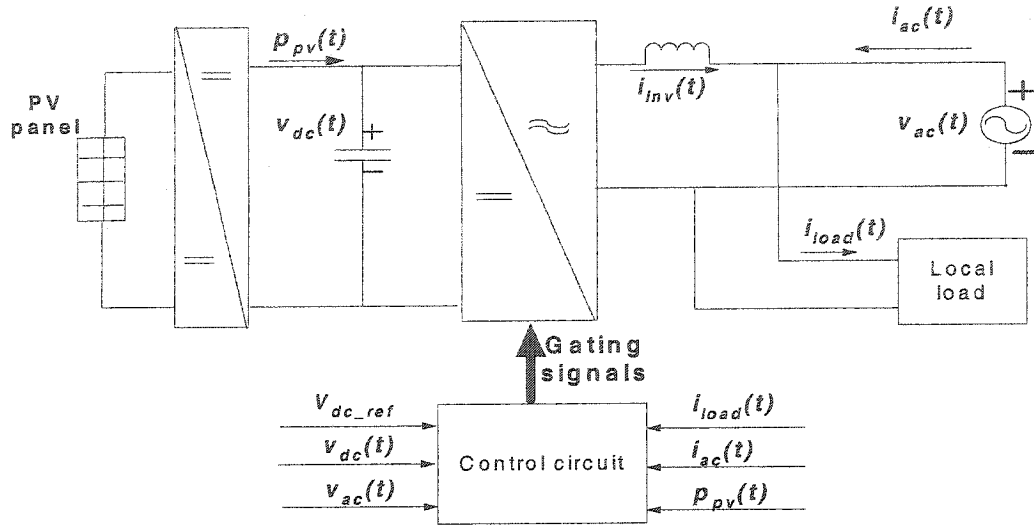 i_ac(t)
p_pv(t)
PV
panel
v_dc(t)
+
−
i_inv(t)
v_ac(t)
+
−
i_load(t)
Local
load
Gating
signals
V_dc_ref
v_dc(t)
v_ac(t)
Control circuit
i_load(t)
i_ac(t)
p_pv(t)